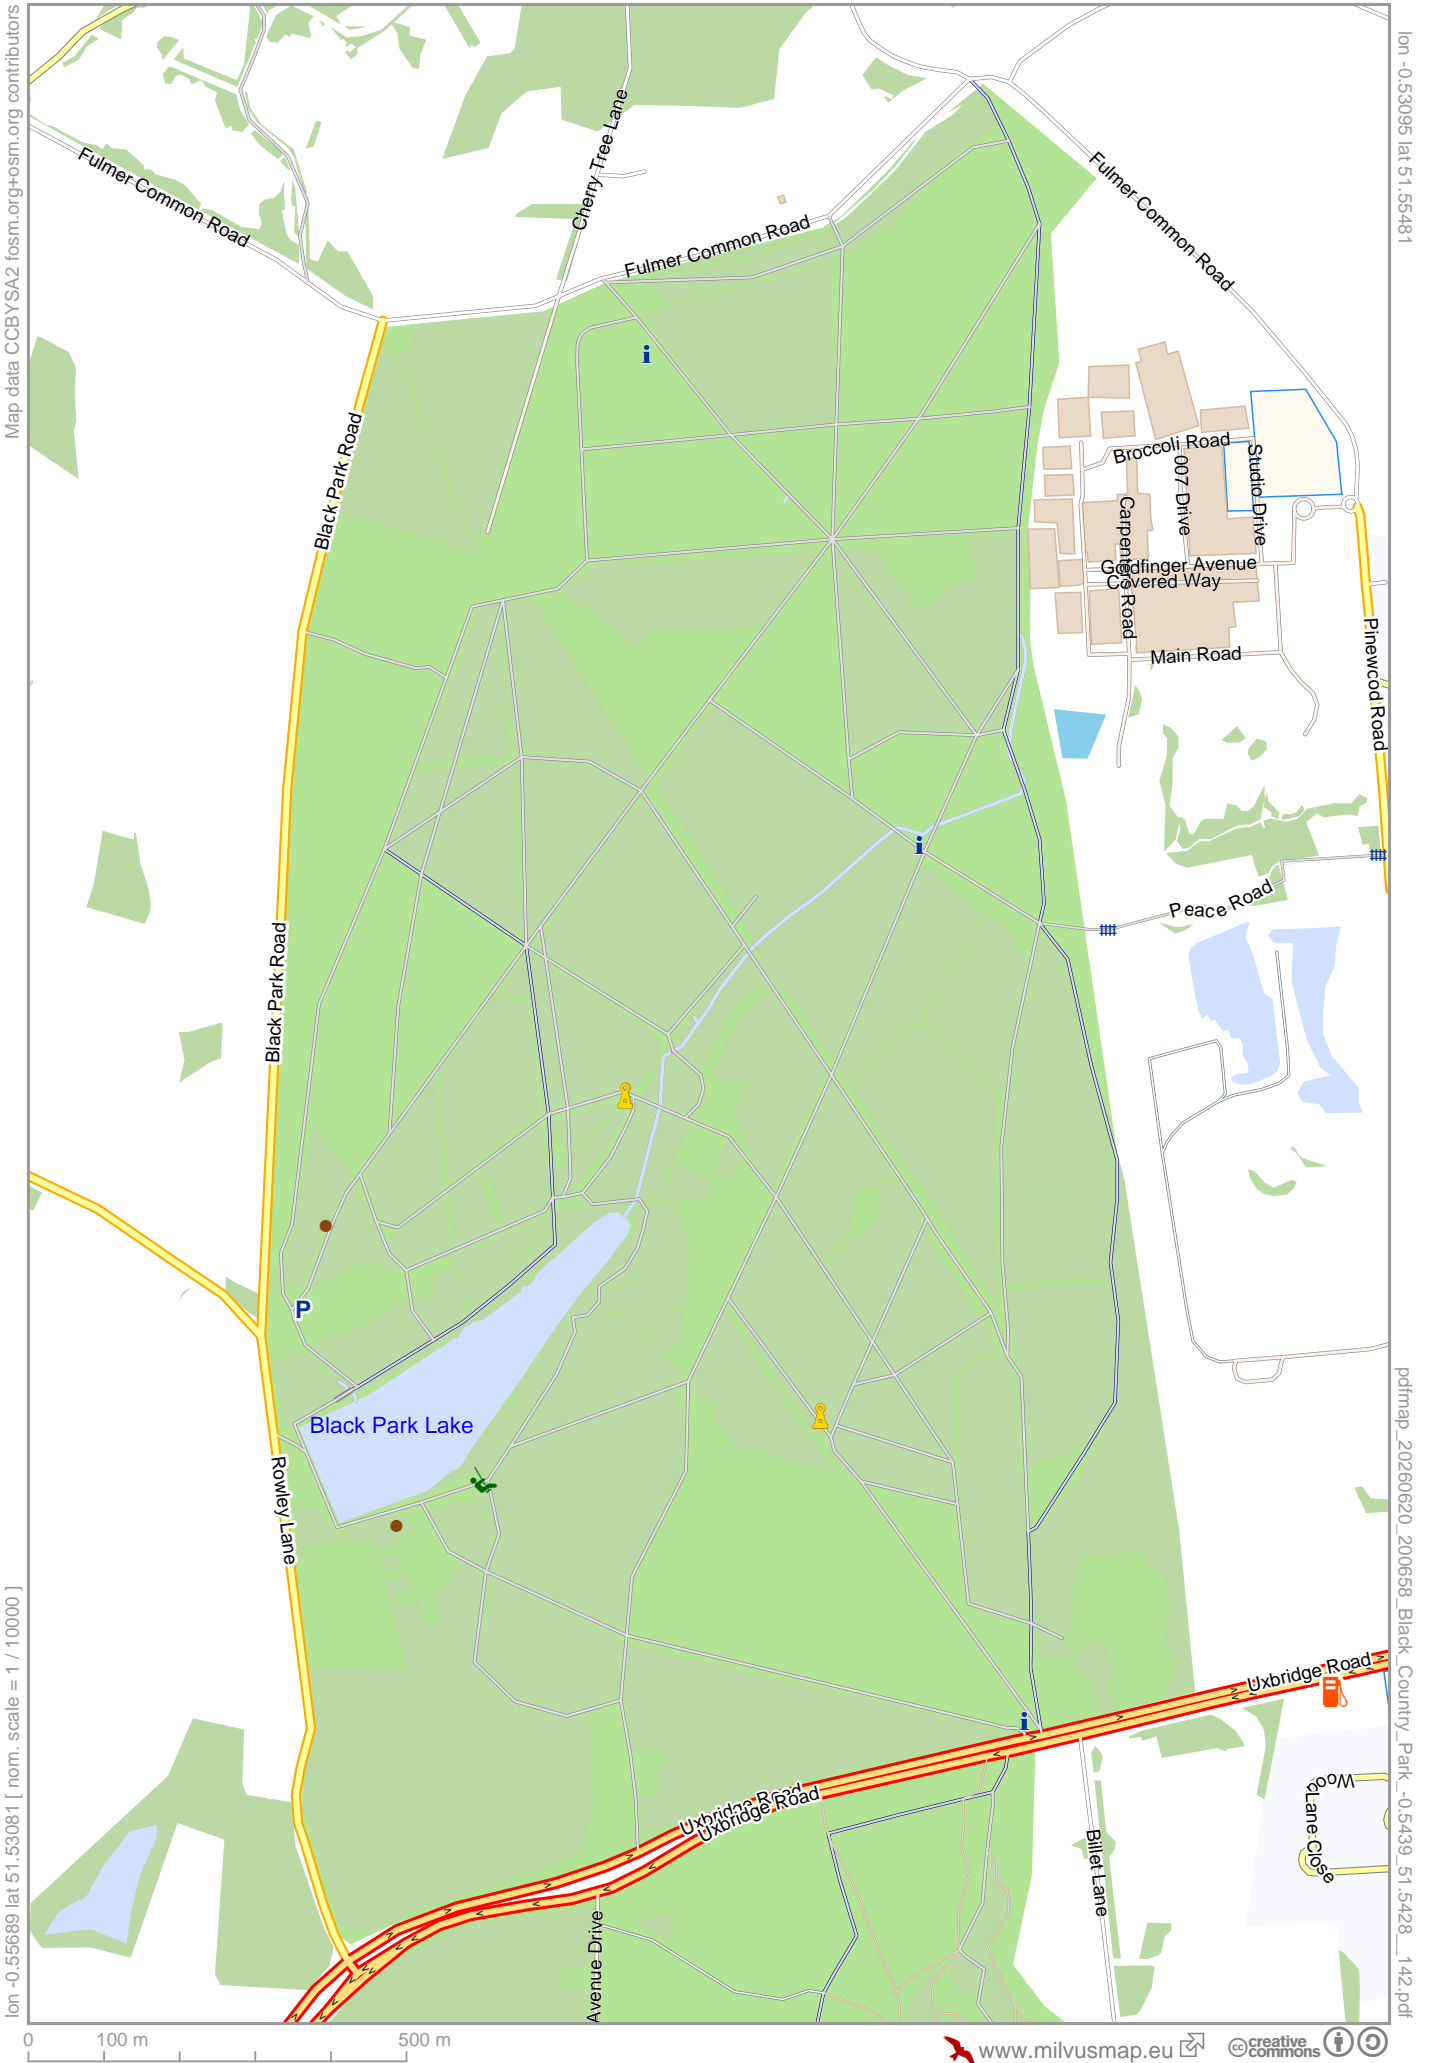 Map data CCBYSA2 fosm.org+osm.org contributors
lon -0.53095 lat 51.55481
Cherry Tree Lane
Fulmer Common Road
Fulmer Common Road
Fulmer Common Road
Black Park Road
Broccoli Road
007 Drive
Studio Drive
Carpenters Road
Goldfinger Avenue
Covered Way
Main Road
Pinewood Road
Peace Road
Black Park Road
P
Black Park Lake
Rowley Lane
Uxbridge Road
Uxbridge Road
Uxbridge Road
Wood
Lane Close
Billet Lane
Avenue Drive
lon -0.55689 lat 51.53081 [ nom. scale = 1 / 10000 ]
pdfmap_20260620_200658_Black_Country_Park_-0.5439_51.5428__142.pdf
0 100 m 500 m
www.milvusmap.eu
cc creative commons